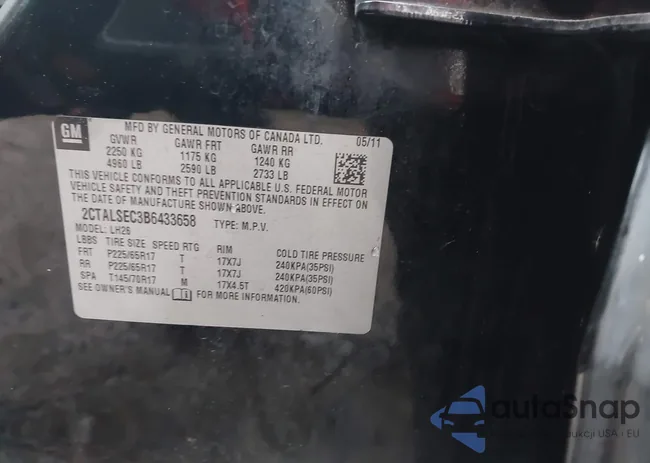 GM
MFD BY GENERAL MOTORS OF CANADA LTD. 05/11
GVWR GAWR FRT GAWR RR
2250 KG 1175 KG 1240 KG
4960 LB 2590 LB 2733 LB
THIS VEHICLE CONFORMS TO ALL APPLICABLE U.S. FEDERAL MOTOR
VEHICLE SAFETY AND THEFT PREVENTION STANDARDS IN EFFECT ON
THE DATE OF MANUFACTURE SHOWN ABOVE.
2CTALSEC3B6433658 TYPE: M.P.V.
MODEL: LH26
LBBS TIRE SIZE SPEED RTG RIM COLD TIRE PRESSURE
FRT P225/65R17 T 17X7J 240KPA(35PSI)
RR P225/65R17 T 17X7J 240KPA(35PSI)
SPA T145/70R17 M 17X4.5T 420KPA(60PSI)
SEE OWNER'S MANUAL FOR MORE INFORMATION.
autoSnap
USA - EU